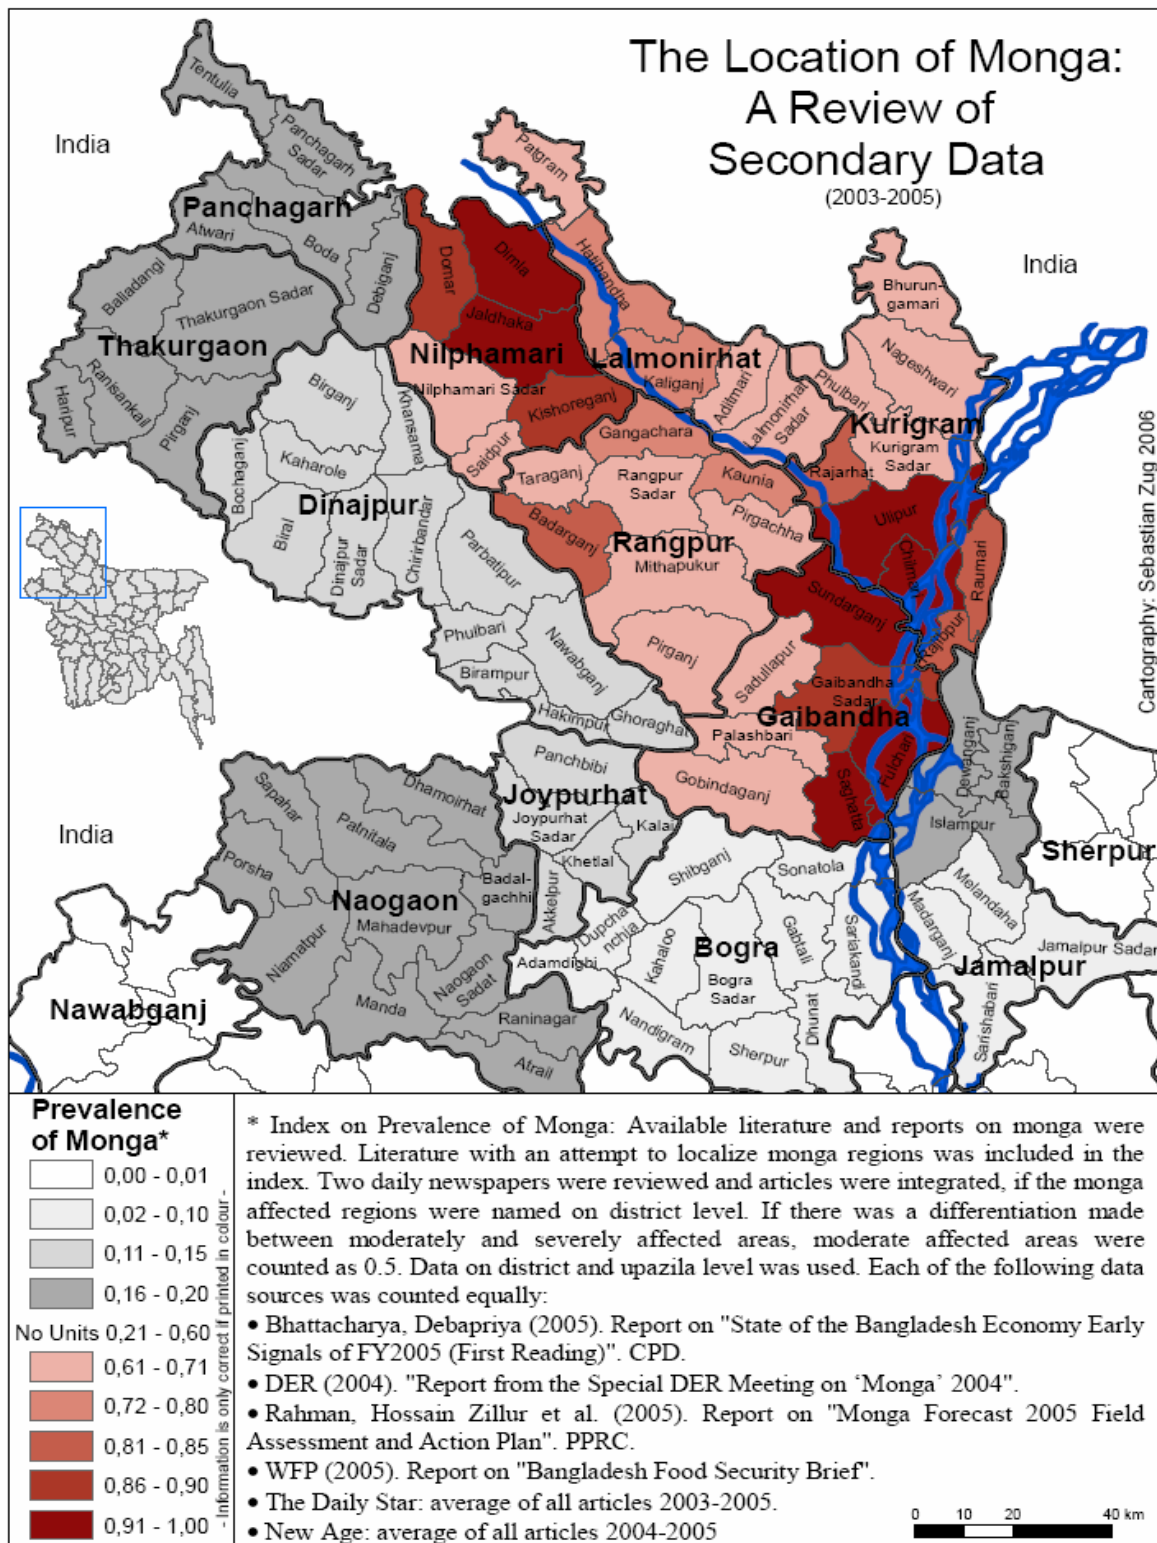 The Location of Monga:
A Review of
Secondary Data
(2003-2005)
India
India
India
Tentulia
Panchagarh
Sadar
Panchagarh
Atwari
Boda
Debiganj
Baliadangi
Thakurgaon Sadar
Thakurgaon
Haripur
Ranisankail
Pirganj
Patgram
Hatibandha
Domar
Dimla
Jaldhaka
Nilphamari
Nilphamari Sadar
Kishoreganj
Saidpur
Lalmonirhat
Kaliganj
Aditmari
Lalmonirhat
Sadar
Bhurun-
gamari
Nageshwari
Phulbari
Kurigram
Kurigram
Sadar
Rajarhat
Ulipur
Chilmari
Raumari
Rajibpur
Gangachara
Taraganj
Rangpur
Sadar
Kaunia
Badarganj
Pirgachha
Rangpur
Mithapukur
Pirganj
Birganj
Khansama
Bochaganj
Kaharole
Dinajpur
Biral
Dinajpur
Sadar
Chirirbandar
Parbatipur
Phulbari
Nawabganj
Birampur
Hakimpur
Ghoraghat
Sundarganj
Sadullapur
Gaibandha
Sadar
Gaibandha
Palashbari
Fulchari
Gobindaganj
Saghatta
Dewanganj
Bakshiganj
Islampur
Sherpur
Melandaha
Madarganj
Jamalpur Sadar
Jamalpur
Sarishabari
Panchbibi
Joypurhat
Joypurhat
Sadar
Kalai
Khetlal
Akkelpur
Sapahar
Dhamoirhat
Patnitala
Porsha
Badal-
gachhi
Naogaon
Mahadevpur
Niamatpur
Naogaon
Sadat
Manda
Raninagar
Atrail
Nawabganj
Shibganj
Sonatola
Dupcha
nchia
Adamdighi
Kahaloo
Bogra
Gabtali
Sariakandi
Bogra
Sadar
Nandigram
Sherpur
Dhunat
Cartography: Sebastian Zug 2006
Prevalence
of Monga*
0,00 - 0,01
0,02 - 0,10
0,11 - 0,15
0,16 - 0,20
No Units 0,21 - 0,60
0,61 - 0,71
0,72 - 0,80
0,81 - 0,85
0,86 - 0,90
0,91 - 1,00
- Information is only correct if printed in colour -
* Index on Prevalence of Monga: Available literature and reports on monga were
reviewed. Literature with an attempt to localize monga regions was included in the
index. Two daily newspapers were reviewed and articles were integrated, if the monga
affected regions were named on district level. If there was a differentiation made
between moderately and severely affected areas, moderate affected areas were
counted as 0.5. Data on district and upazila level was used. Each of the following data
sources was counted equally:
• Bhattacharya, Debapriya (2005). Report on "State of the Bangladesh Economy Early
Signals of FY2005 (First Reading)". CPD.
• DER (2004). "Report from the Special DER Meeting on ‘Monga’ 2004".
• Rahman, Hossain Zillur et al. (2005). Report on "Monga Forecast 2005 Field
Assessment and Action Plan". PPRC.
• WFP (2005). Report on "Bangladesh Food Security Brief".
• The Daily Star: average of all articles 2003-2005.
• New Age: average of all articles 2004-2005
0 10 20 40 km